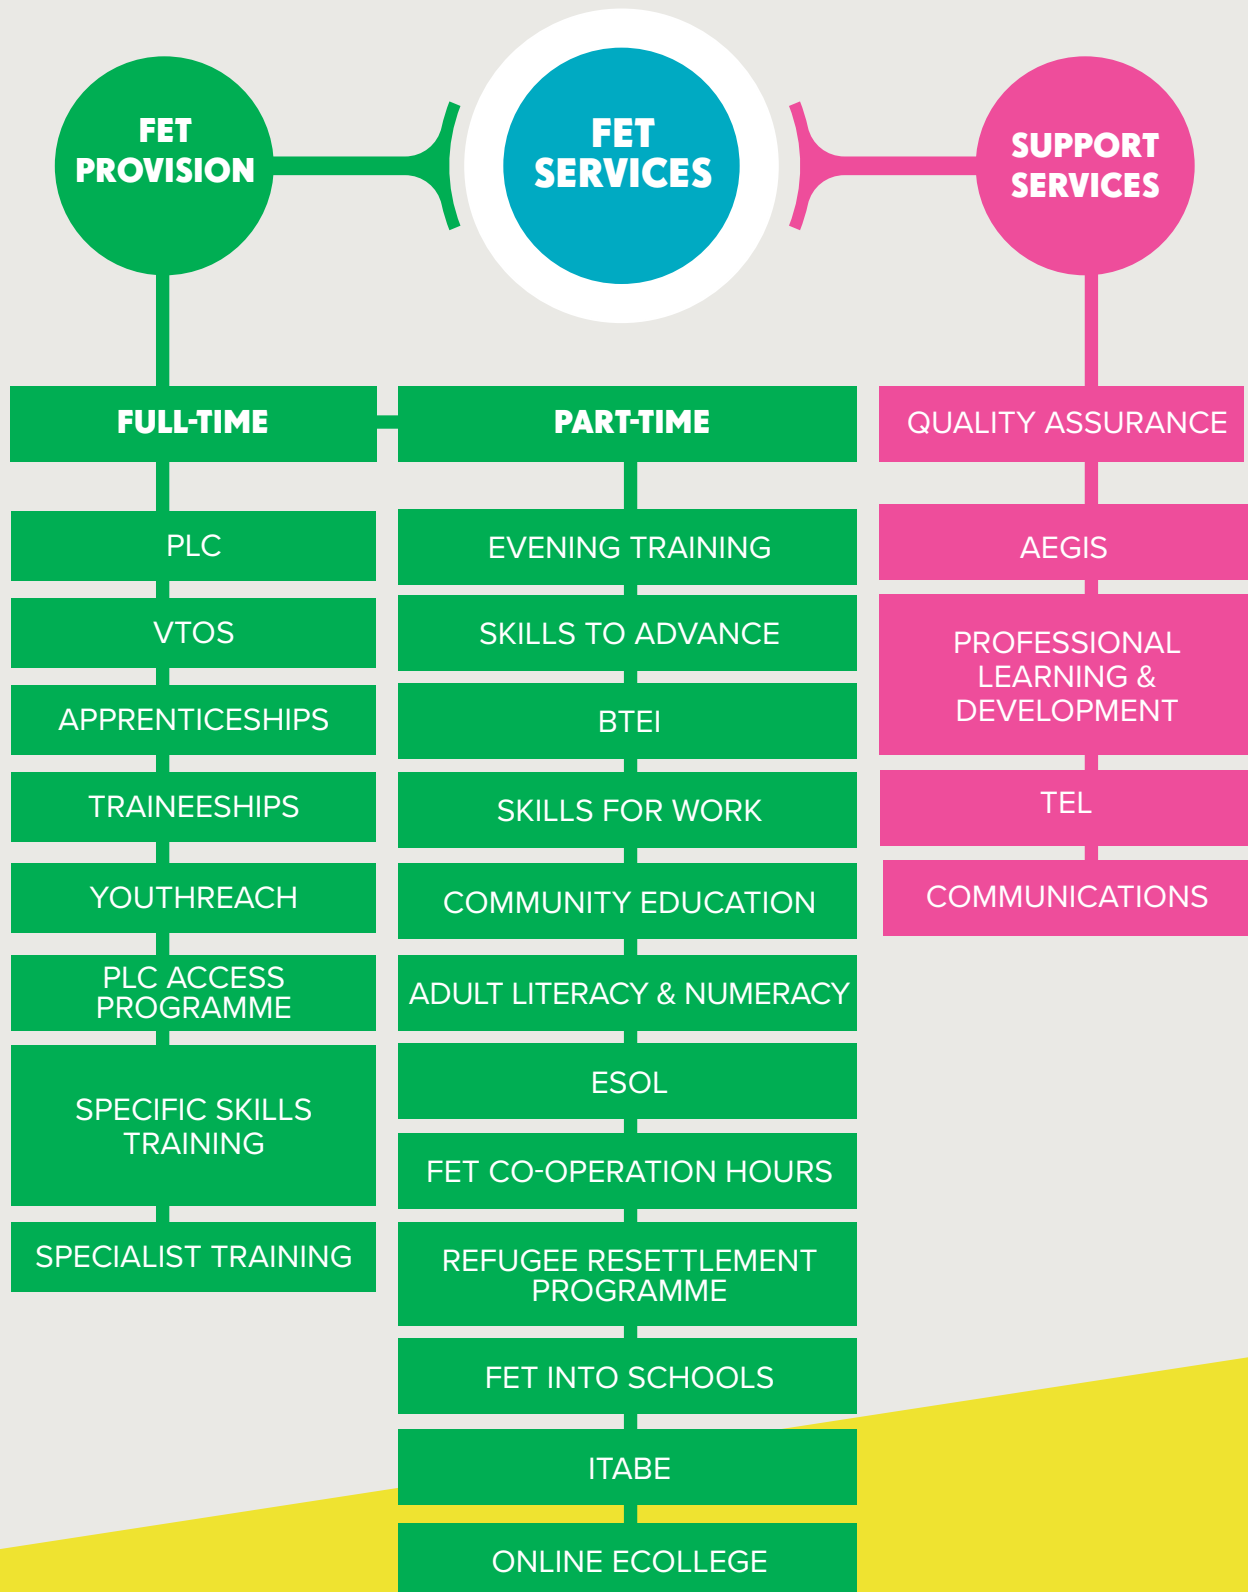 FET
PROVISION
FET
SERVICES
SUPPORT
SERVICES
FULL-TIME
PLC
VTOS
APPRENTICESHIPS
TRAINEESHIPS
YOUTHREACH
PLC ACCESS
PROGRAMME
SPECIFIC SKILLS
TRAINING
SPECIALIST TRAINING
PART-TIME
EVENING TRAINING
SKILLS TO ADVANCE
BTEI
SKILLS FOR WORK
COMMUNITY EDUCATION
ADULT LITERACY & NUMERACY
ESOL
FET CO-OPERATION HOURS
REFUGEE RESETTLEMENT
PROGRAMME
FET INTO SCHOOLS
ITABE
ONLINE ECOLLEGE
QUALITY ASSURANCE
AEGIS
PROFESSIONAL
LEARNING &
DEVELOPMENT
TEL
COMMUNICATIONS